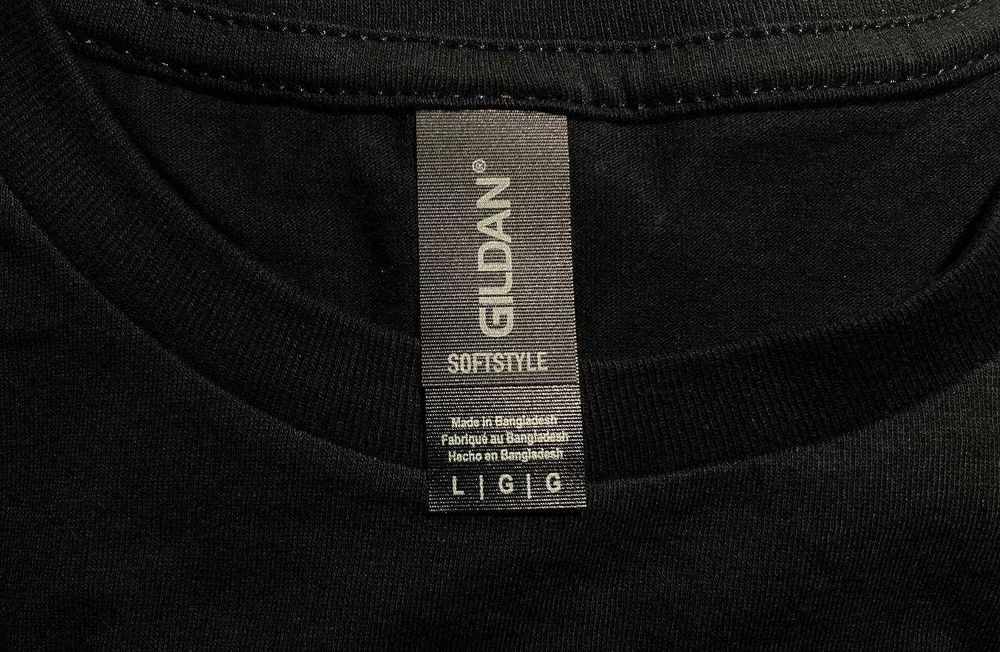 GILDAN®
SOFTSTYLE
Made in Bangladesh
Fabriqué au Bangladesh
Hecho en Bangladesh
L | G | G